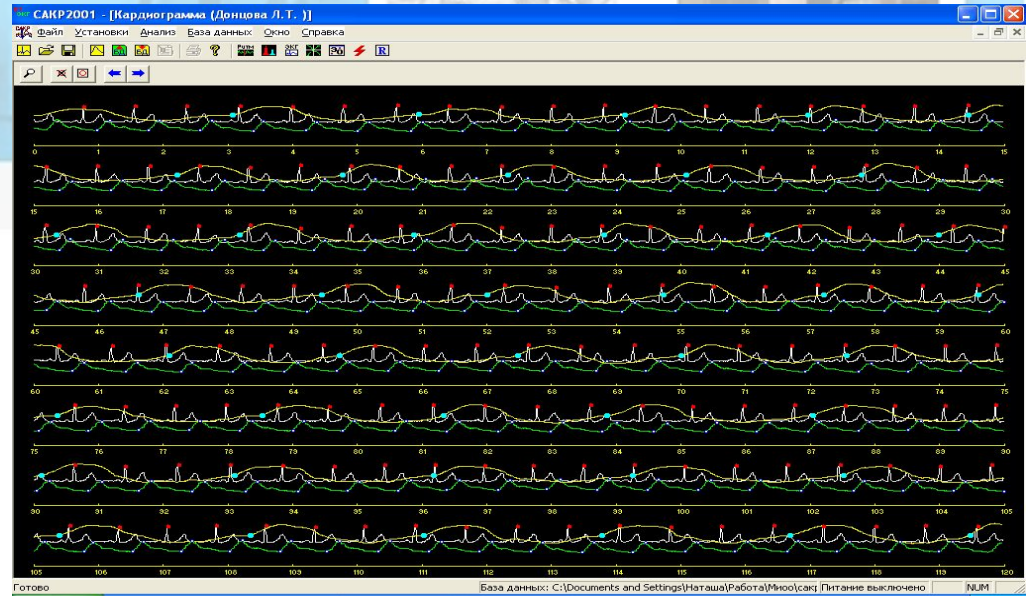 САКР2001 - [Кардиограмма (Донцова Л.Т. )]
Файл Установки Анализ База данных Окно Справка
ЭКГ R
0 1 2 3 4 5 6 7 8 9 10 11 12 13 14 15
15 16 17 18 19 20 21 22 23 24 25 26 27 28 29 30
30 31 32 33 34 35 36 37 38 39 40 41 42 43 44 45
45 46 47 48 49 50 51 52 53 54 55 56 57 58 59 60
60 61 62 63 64 65 66 67 68 69 70 71 72 73 74 75
75 76 77 78 79 80 81 82 83 84 85 86 87 88 89 90
90 91 92 93 94 95 96 97 98 99 100 101 102 103 104 105
105 106 107 108 109 110 111 112 113 114 115 116 117 118 119 120
Готово База данных: C:\Documents and Settings\Наташа\Работа\Миоо\сакр Питание выключено NUM